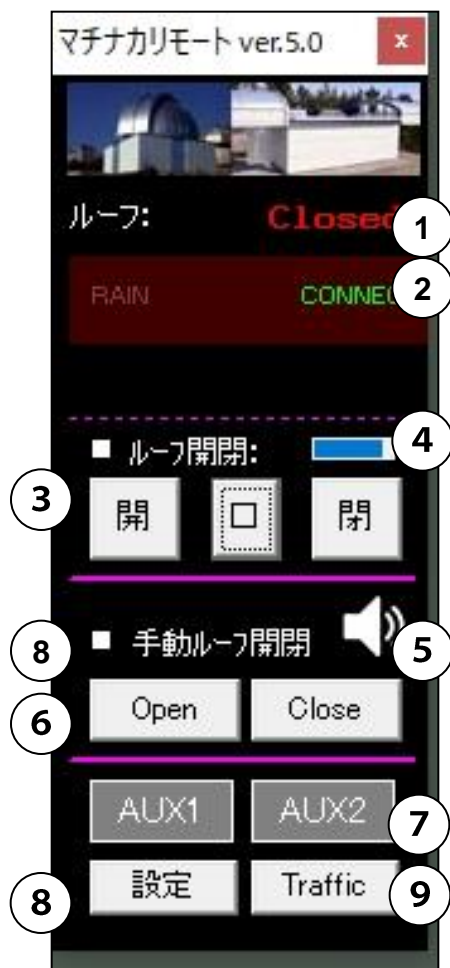 マチナカリモート ver.5.0 x
ルーフ: Closed 1
RAIN CONNEC 2
ルーフ開閉: 4
3 開 □ 閉
8 手動ルーフ開閉 5
6 Open Close
AUX1 AUX2 7
8 設定 Traffic 9